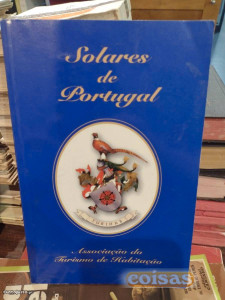 Solares
de
Portugal
Associação do
Turismo de Habitação
coisas